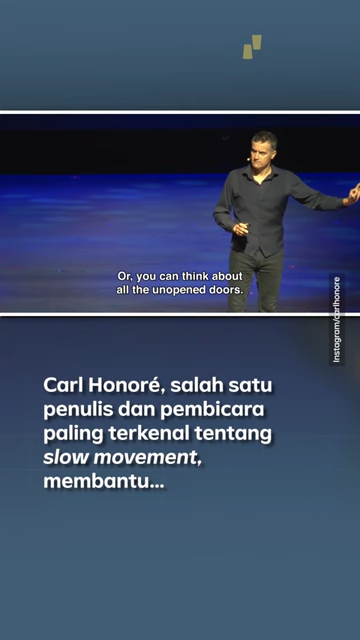 Or, you can think about
all the unopened doors.
Instagram/carlhonore
Carl Honoré, salah satu
penulis dan pembicara
paling terkenal tentang
slow movement,
membantu...